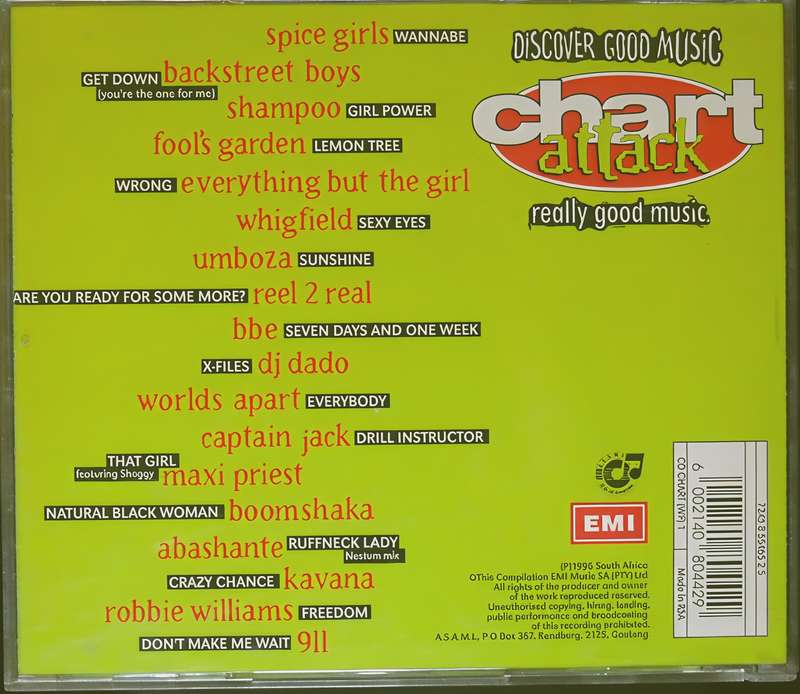 spice girls WANNABE
GET DOWN backstreet boys
(you're the one for me)
shampoo GIRL POWER
fool's garden LEMON TREE
WRONG everything but the girl
whigfield SEXY EYES
umboza SUNSHINE
ARE YOU READY FOR SOME MORE? reel 2 real
bbe SEVEN DAYS AND ONE WEEK
X-FILES dj dado
worlds apart EVERYBODY
captain jack DRILL INSTRUCTOR
THAT GIRL
featuring Shaggy maxi priest
NATURAL BLACK WOMAN boomshaka
abashante RUFFNECK LADY
Nestum mix
CRAZY CHANCE kavana
robbie williams FREEDOM
DON'T MAKE ME WAIT 911
DISCOVER GOOD MUSIC
chart
attack
really good music.
EMI
(P)1996 South Africa
©This Compilation EMI Music SA (PTY) Ltd
All rights of the producer and owner
of the work reproduced reserved.
Unauthorised copying, hiring, lending,
public performance and broadcasting
of this recording prohibited.
A.S.A.M.I., P O Box 367, Randburg, 2125, Gauteng
CD CHART (WP) 1
Made in RSA
6 002140 804429